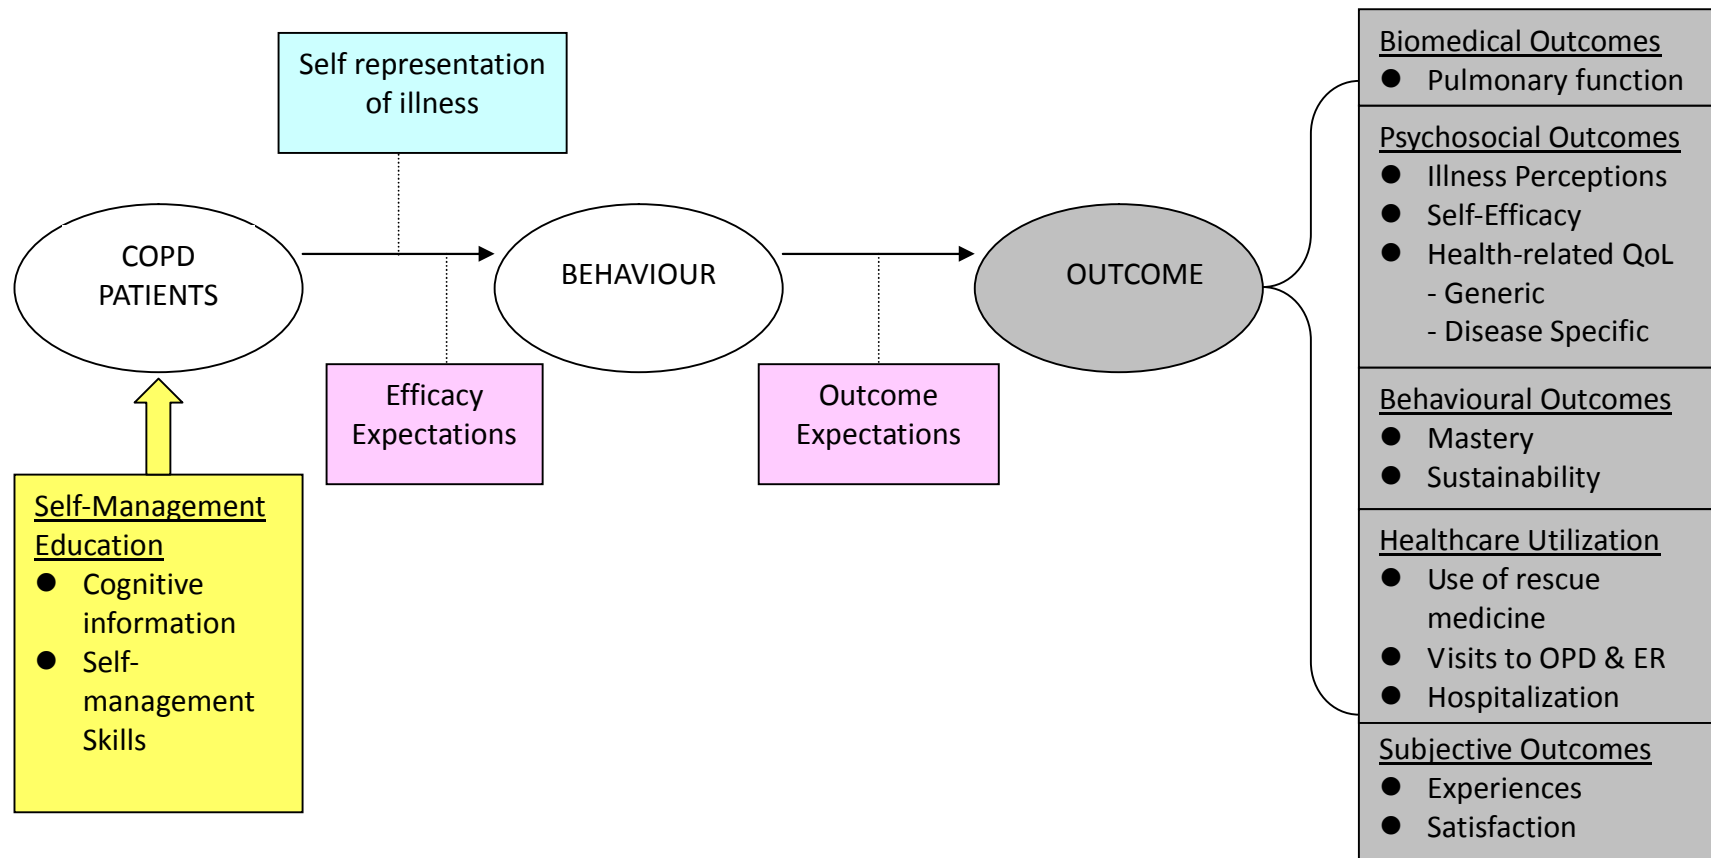 Self representation
of illness
COPD
PATIENTS
BEHAVIOUR
OUTCOME
Efficacy
Expectations
Outcome
Expectations
Self-Management
Education
● Cognitive
information
● Self-
management
Skills
Biomedical Outcomes
● Pulmonary function
Psychosocial Outcomes
● Illness Perceptions
● Self-Efficacy
● Health-related QoL
- Generic
- Disease Specific
Behavioural Outcomes
● Mastery
● Sustainability
Healthcare Utilization
● Use of rescue
medicine
● Visits to OPD & ER
● Hospitalization
Subjective Outcomes
● Experiences
● Satisfaction